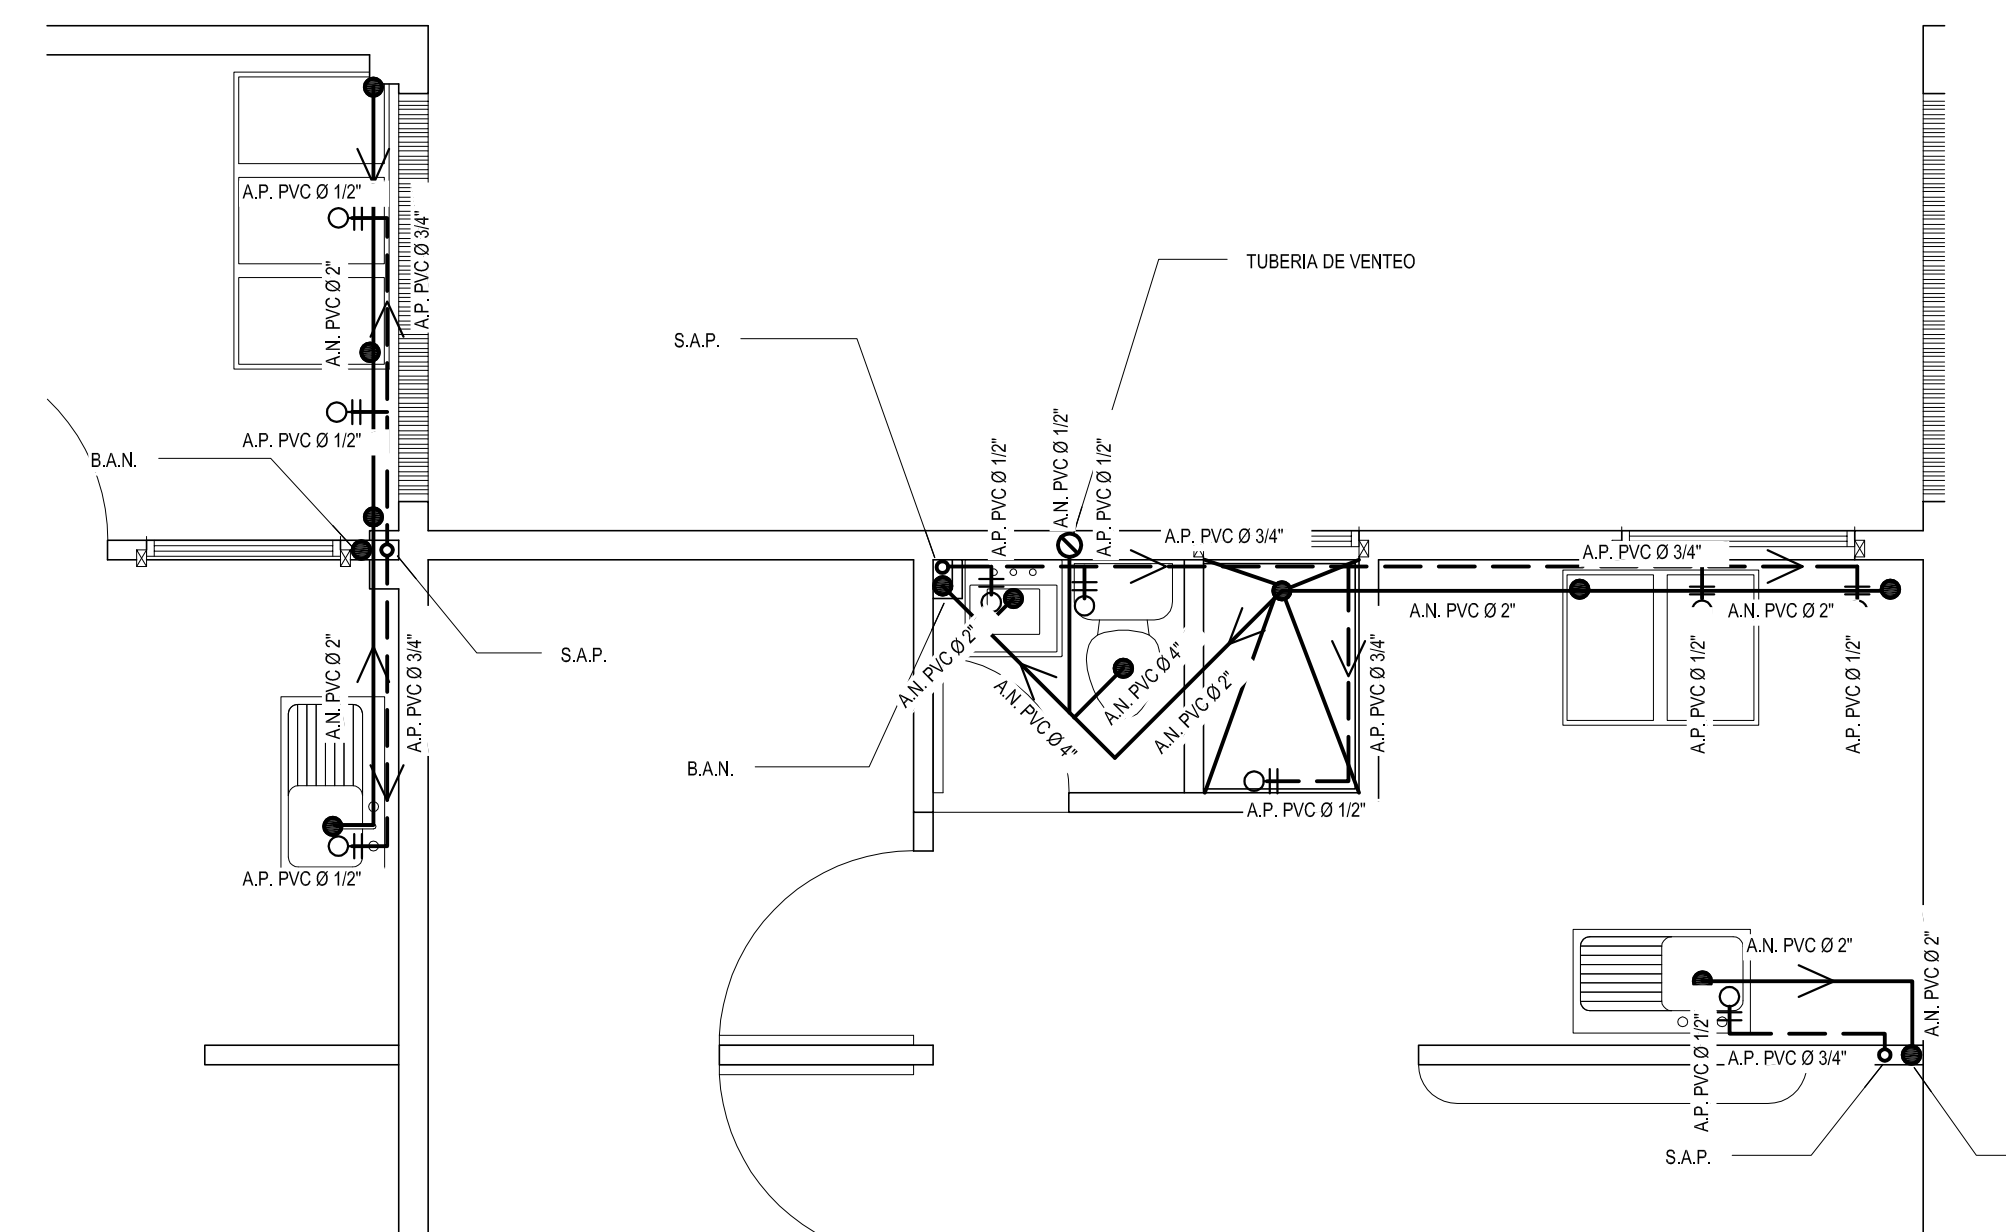 A.P. PVC Ø 1/2"
A.P. PVC Ø 3/4"
A.N. PVC Ø 2"
A.P. PVC Ø 1/2"
B.A.N.
S.A.P.
A.N. PVC Ø 2"
A.P. PVC Ø 3/4"
A.P. PVC Ø 1/2"
TUBERIA DE VENTEO
S.A.P.
A.P. PVC Ø 1/2"
A.N. PVC Ø 1/2"
A.P. PVC Ø 1/2"
A.P. PVC Ø 3/4"
A.N. PVC Ø 2"
A.N. PVC Ø 4"
A.N. PVC Ø 4"
A.N. PVC Ø 2"
B.A.N.
A.P. PVC Ø 3/4"
A.P. PVC Ø 1/2"
A.P. PVC Ø 3/4"
A.N. PVC Ø 2"
A.N. PVC Ø 2"
A.P. PVC Ø 1/2"
A.P. PVC Ø 1/2"
A.N. PVC Ø 2"
A.N. PVC Ø 2"
A.P. PVC Ø 3/4"
A.P. PVC Ø 1/2"
S.A.P.